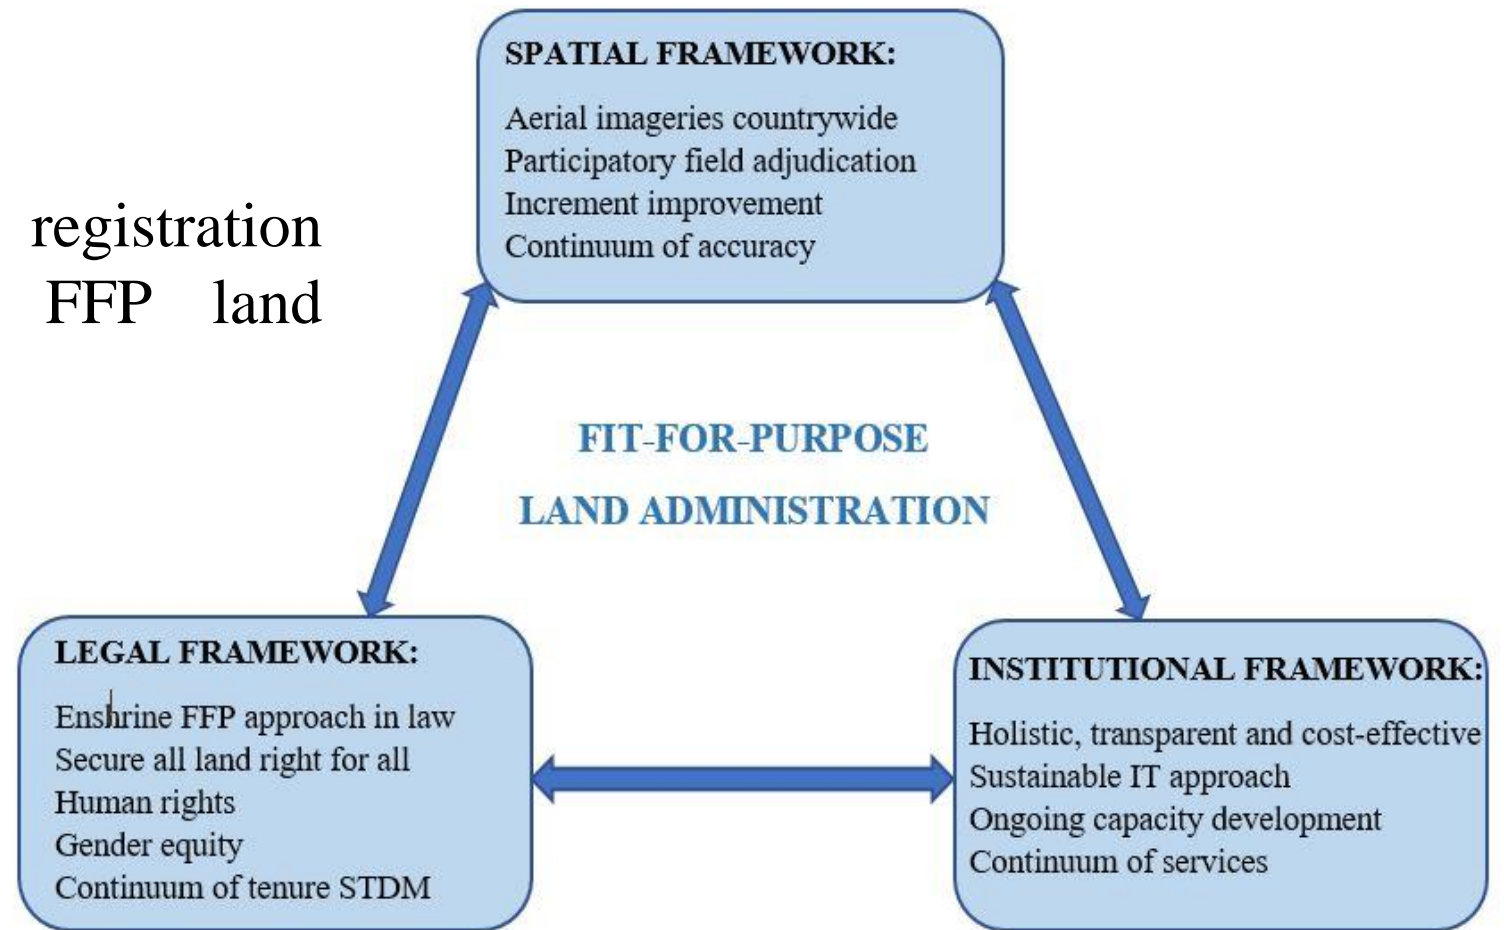 SPATIAL FRAMEWORK:
Aerial imageries countrywide
Participatory field adjudication
Increment improvement
Continuum of accuracy
registration
FFP land
FIT-FOR-PURPOSE
LAND ADMINISTRATION
LEGAL FRAMEWORK:
Enshrine FFP approach in law
Secure all land right for all
Human rights
Gender equity
Continuum of tenure STDM
INSTITUTIONAL FRAMEWORK:
Holistic, transparent and cost-effective
Sustainable IT approach
Ongoing capacity development
Continuum of services